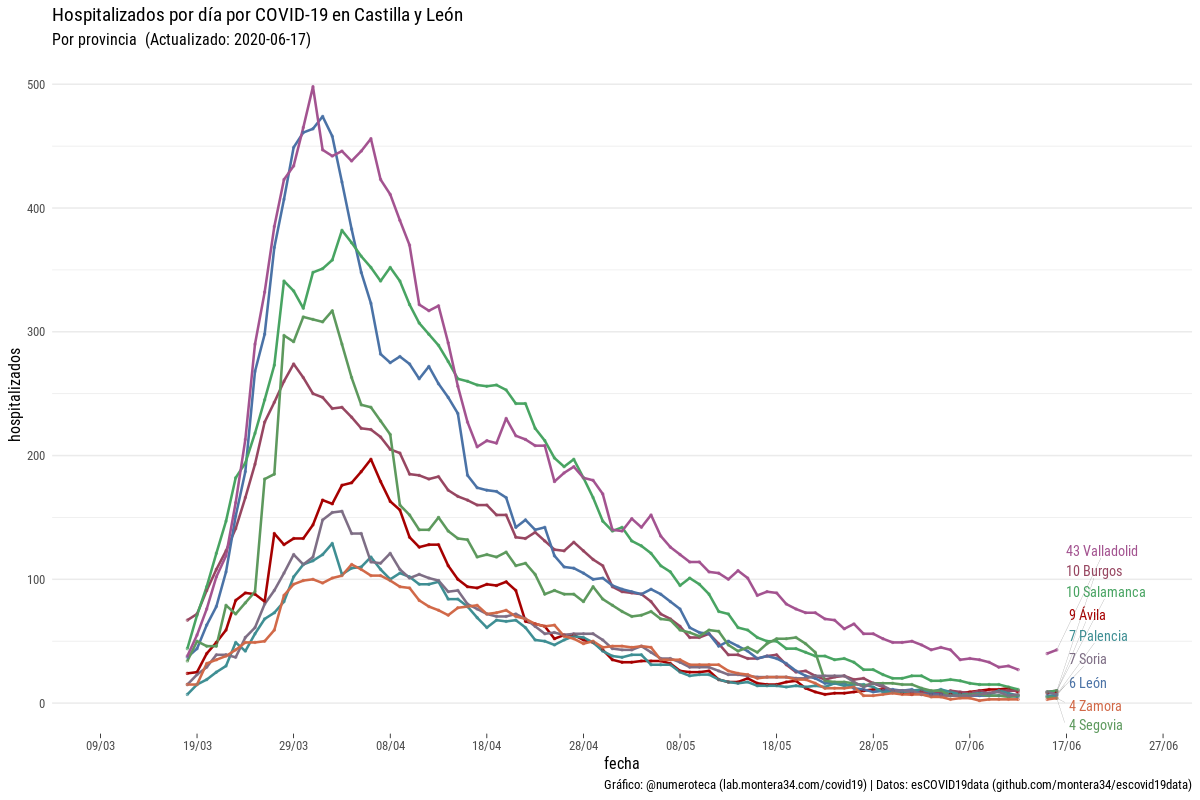 Hospitalizados por día por COVID-19 en Castilla y León
Por provincia  (Actualizado: 2020-06-17)
500
400
300
200
100
0
hospitalizados
43 Valladolid
10 Burgos
10 Salamanca
9 Ávila
7 Palencia
7 Soria
6 León
4 Zamora
4 Segovia
09/03
19/03
29/03
08/04
18/04
28/04
08/05
18/05
28/05
07/06
17/06
27/06
fecha
Gráfico: @numeroteca (lab.montera34.com/covid19) | Datos: esCOVID19data (github.com/montera34/escovid19data)